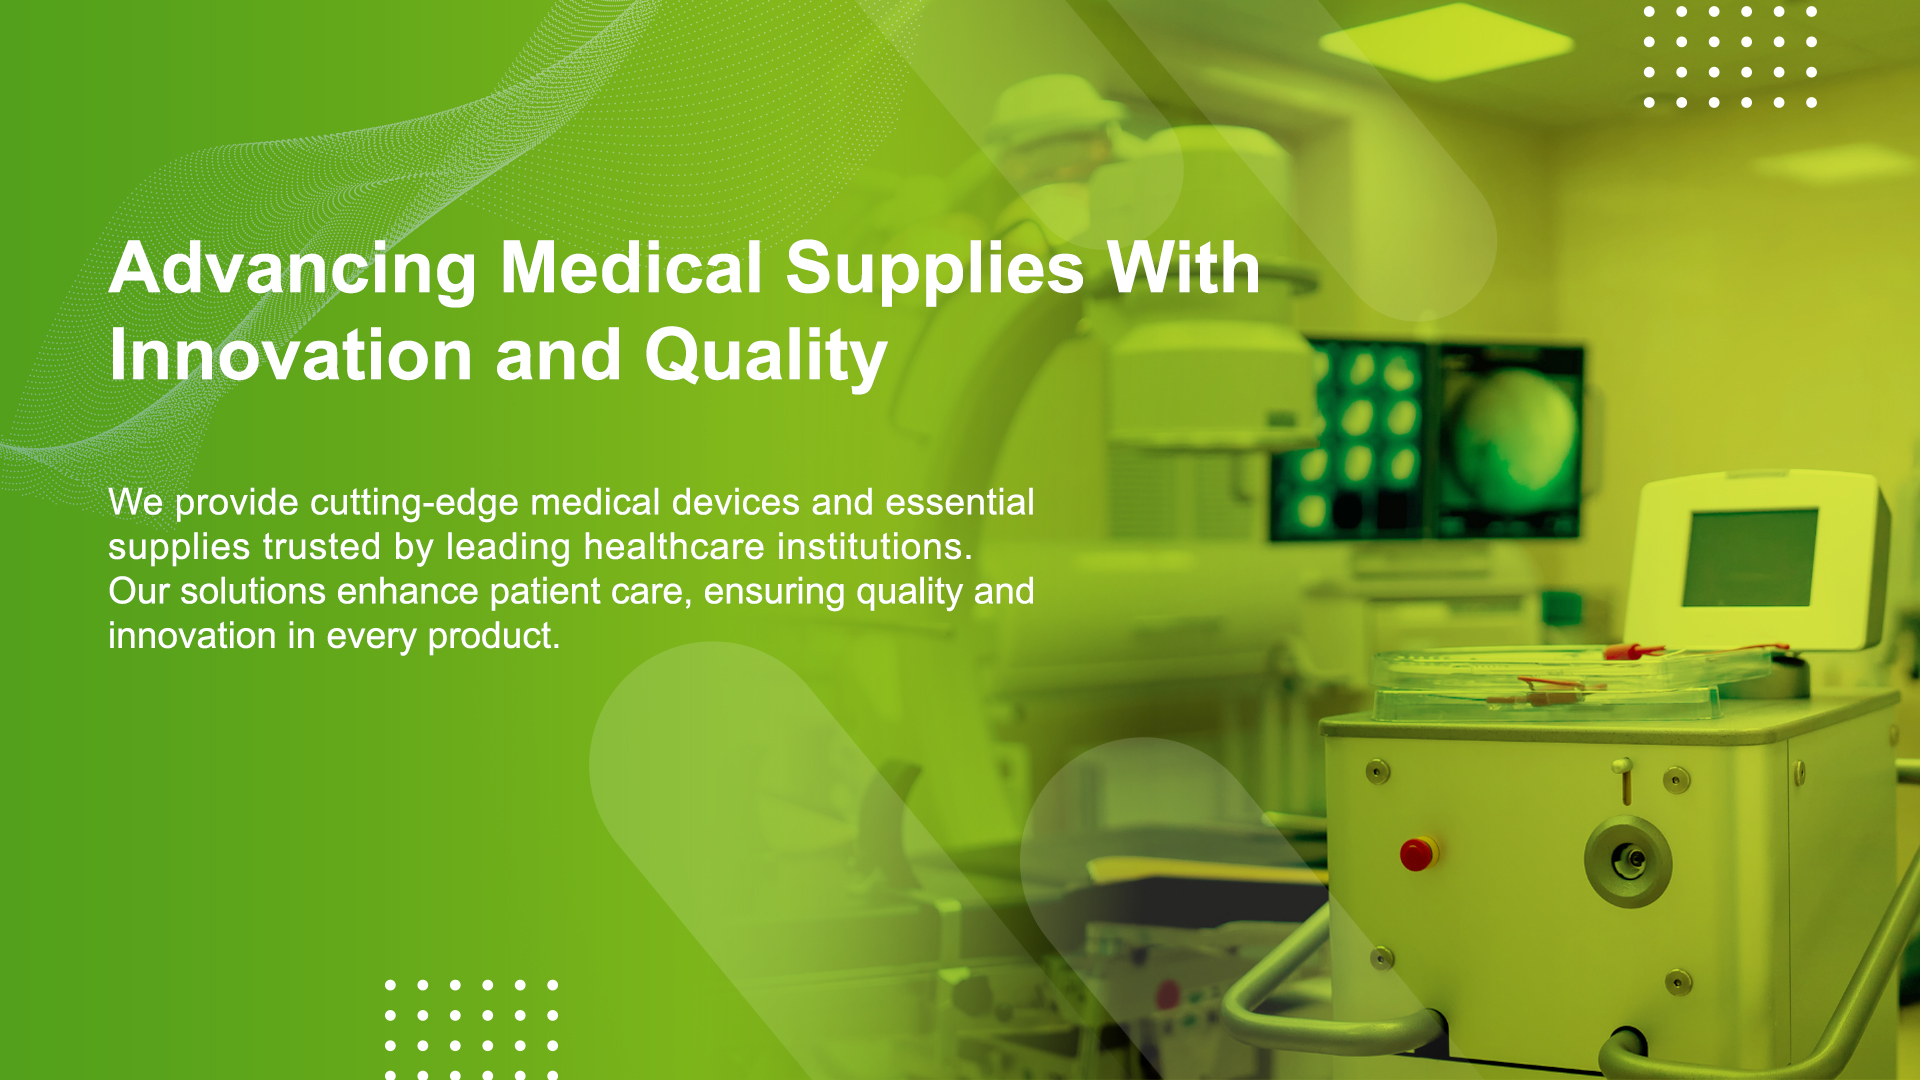 Advancing Medical Supplies With
Innovation and Quality
We provide cutting-edge medical devices and essential
supplies trusted by leading healthcare institutions.
Our solutions enhance patient care, ensuring quality and
innovation in every product.